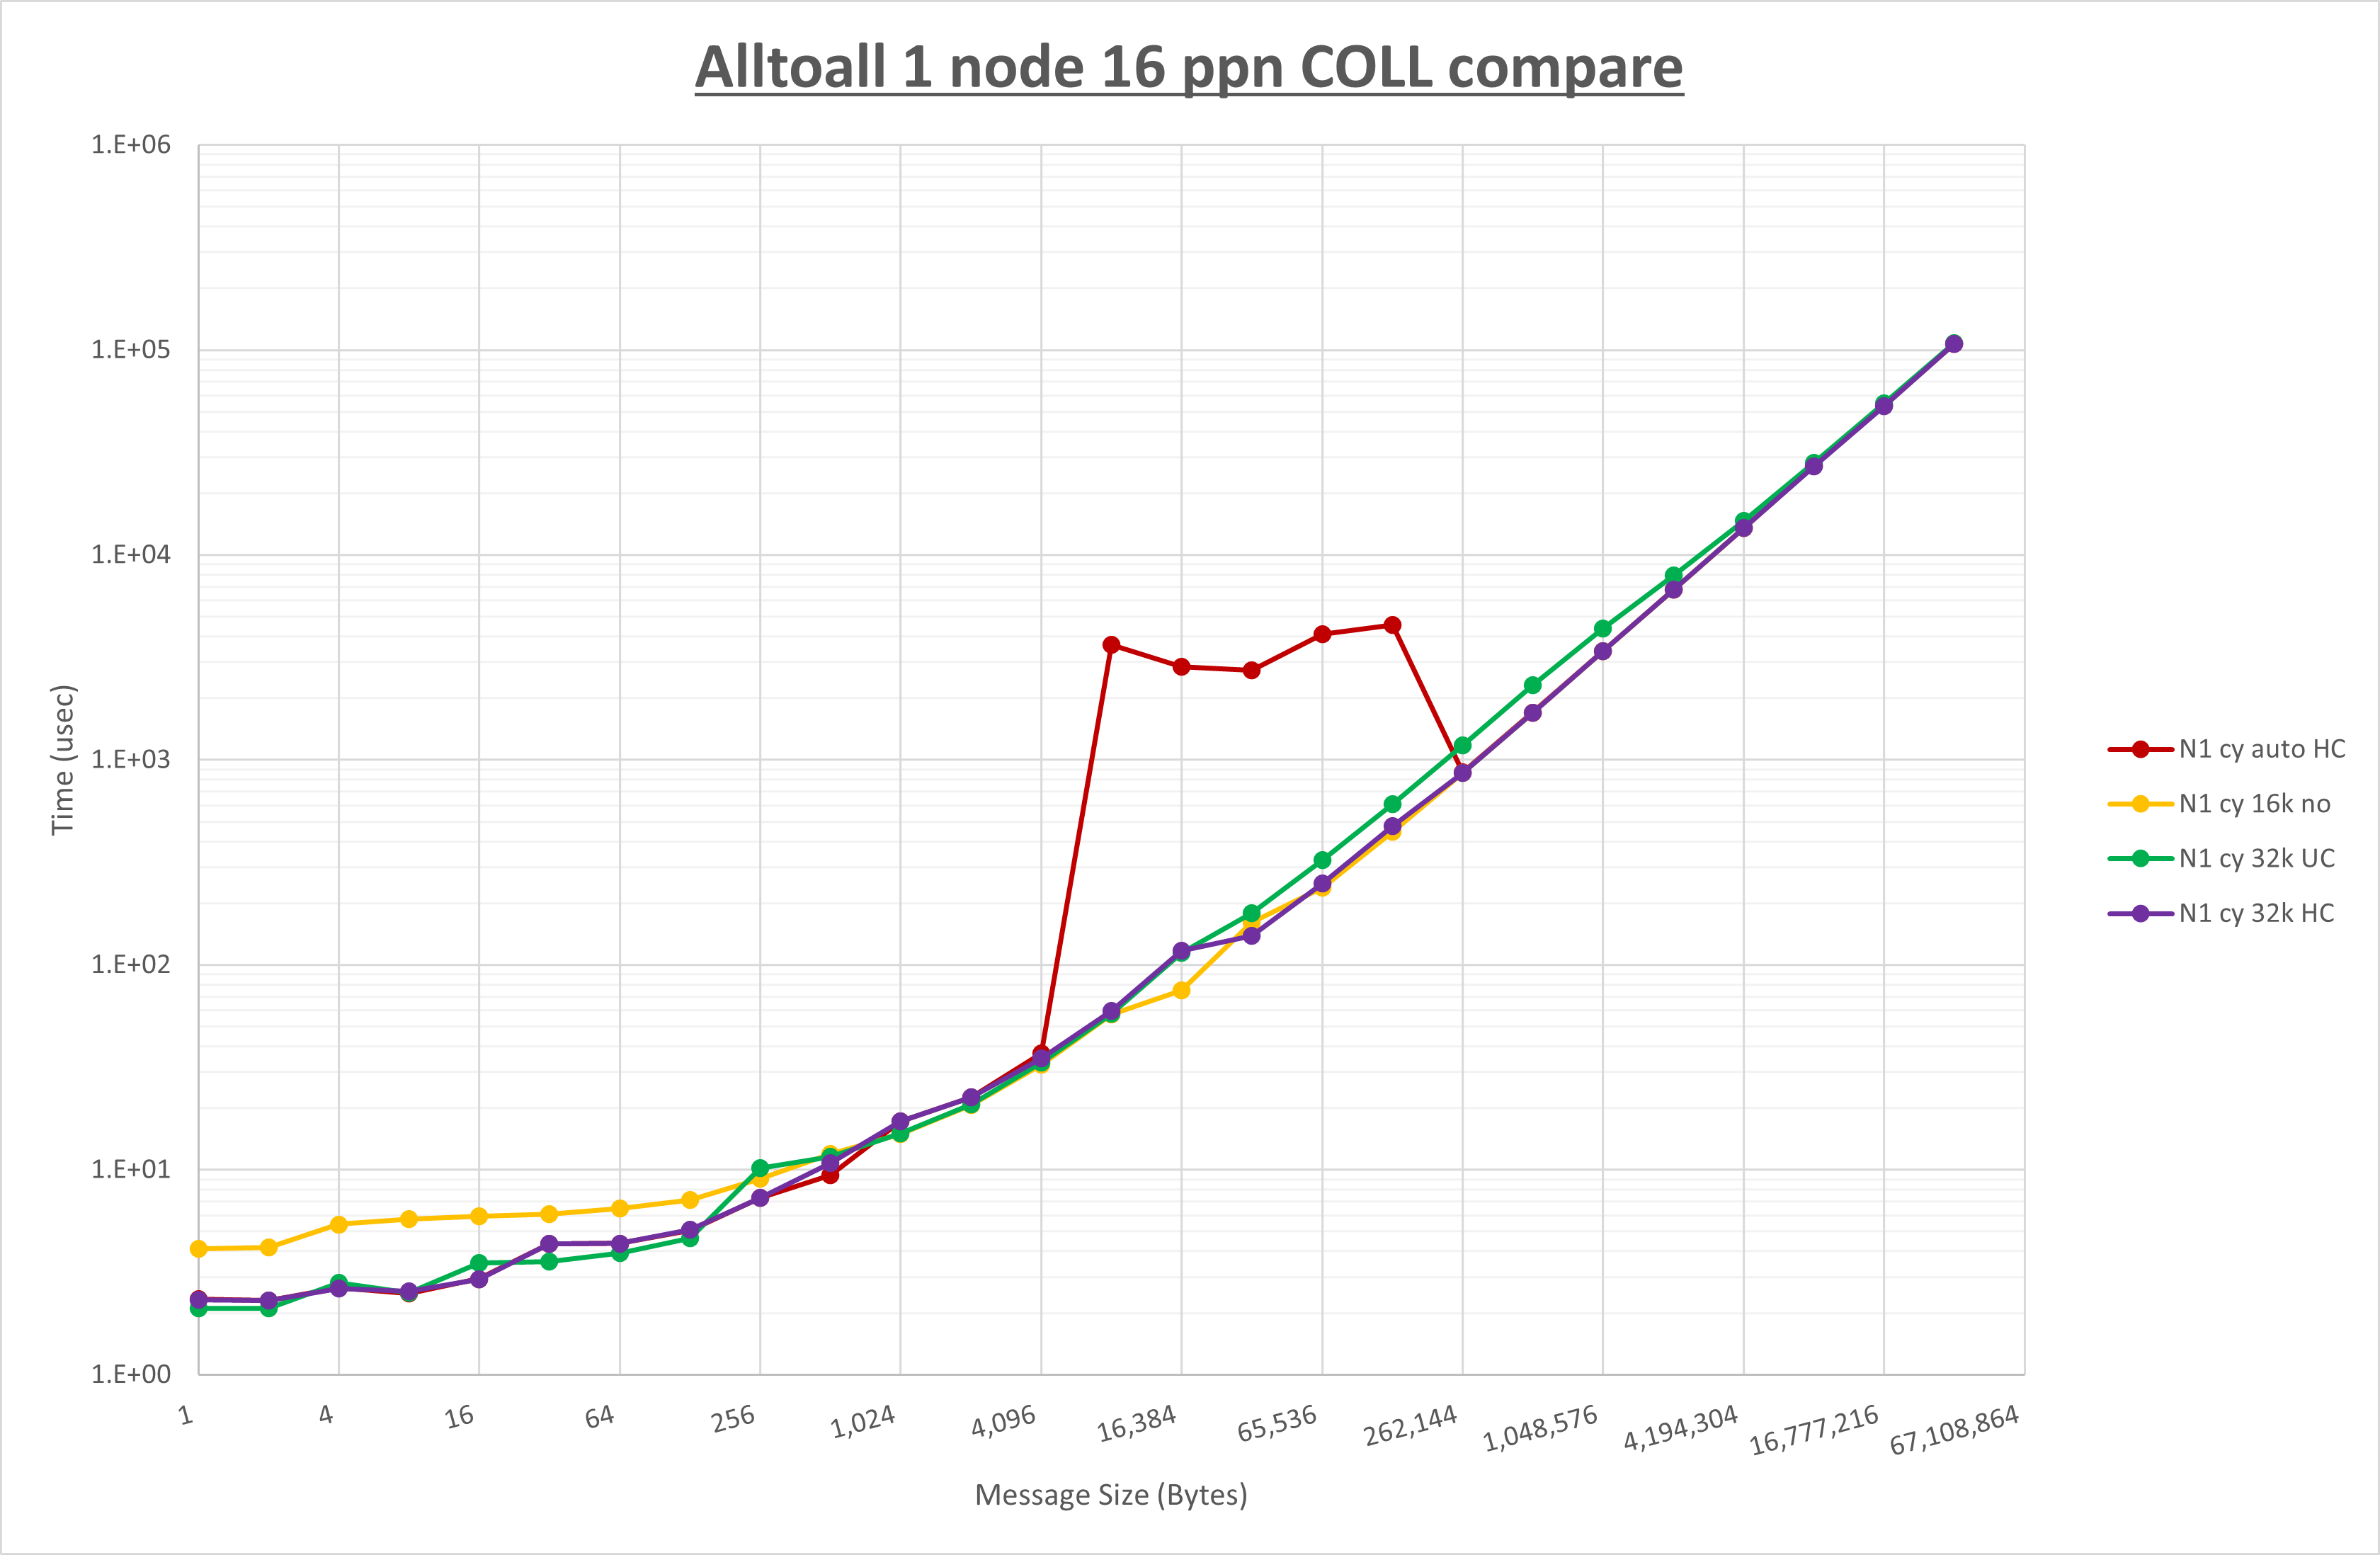 Alltoall 1 node 16 ppn COLL compare
1.E+06
1.E+05
1.E+04
1.E+03
1.E+02
1.E+01
1.E+00
Time (usec)
1
4
16
64
256
1,024
4,096
16,384
65,536
262,144
1,048,576
4,194,304
16,777,216
67,108,864
Message Size (Bytes)
N1 cy auto HC
N1 cy 16k no
N1 cy 32k UC
N1 cy 32k HC